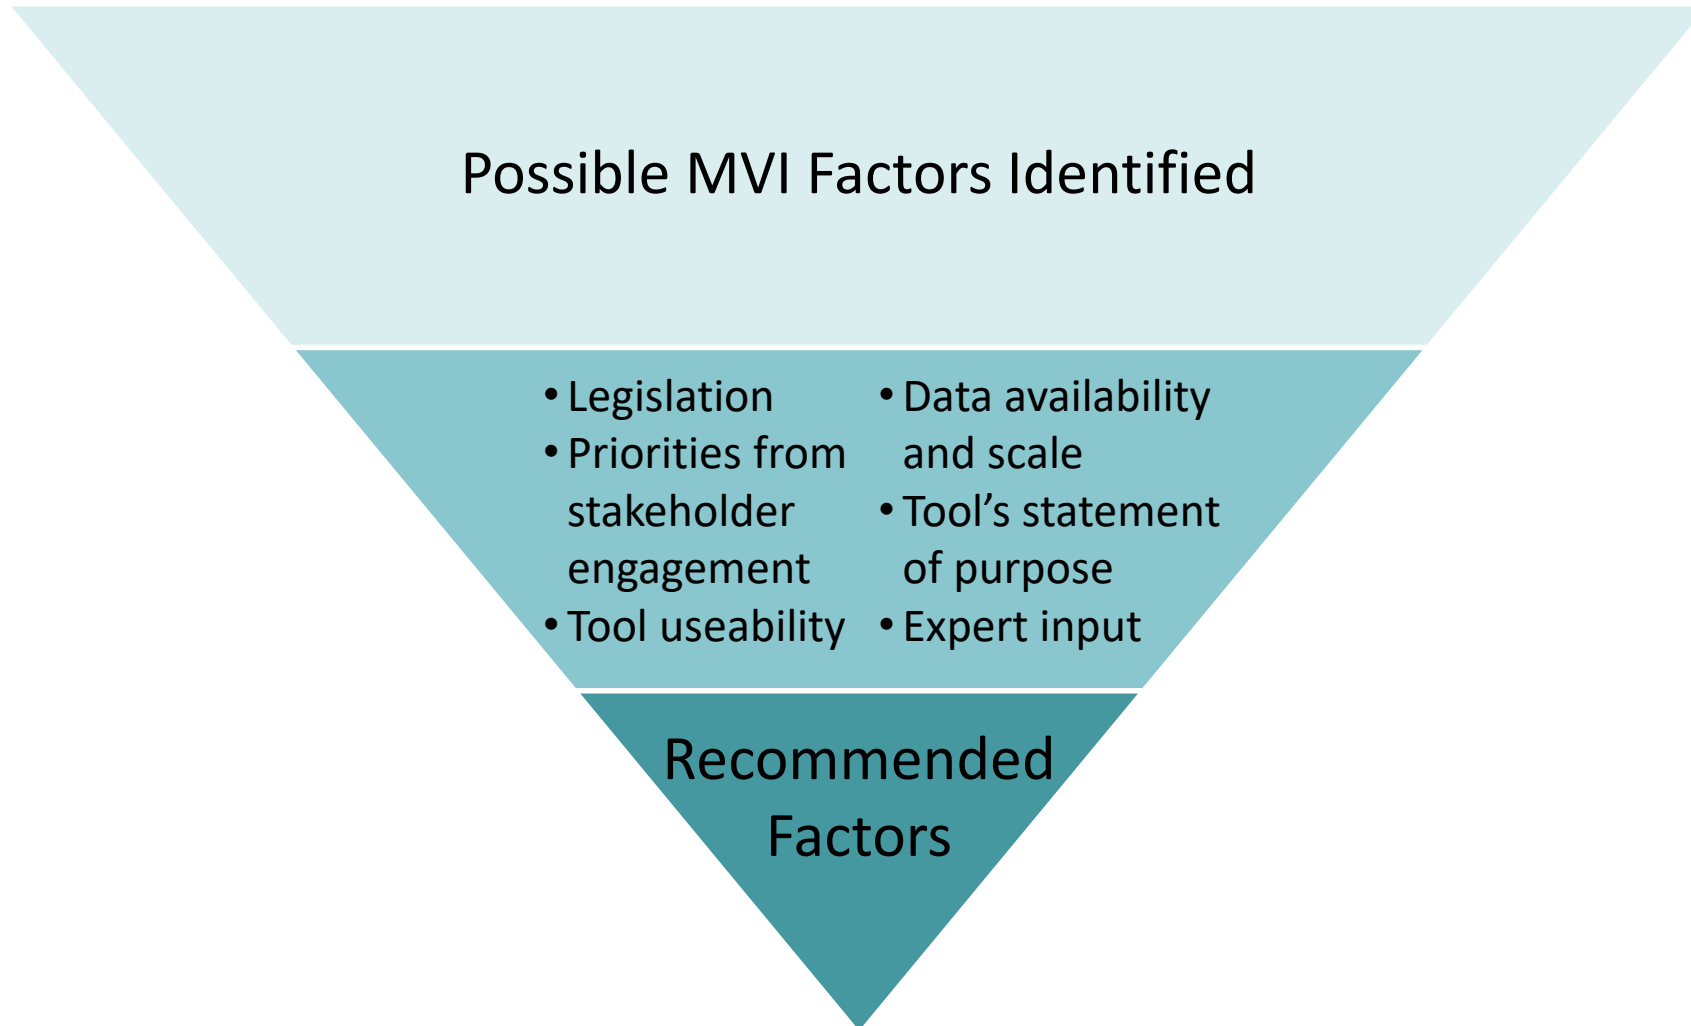 Possible MVI Factors Identified
• Legislation
• Priorities from
stakeholder
engagement
• Tool useability
• Data availability
and scale
• Tool’s statement
of purpose
• Expert input
Recommended
Factors